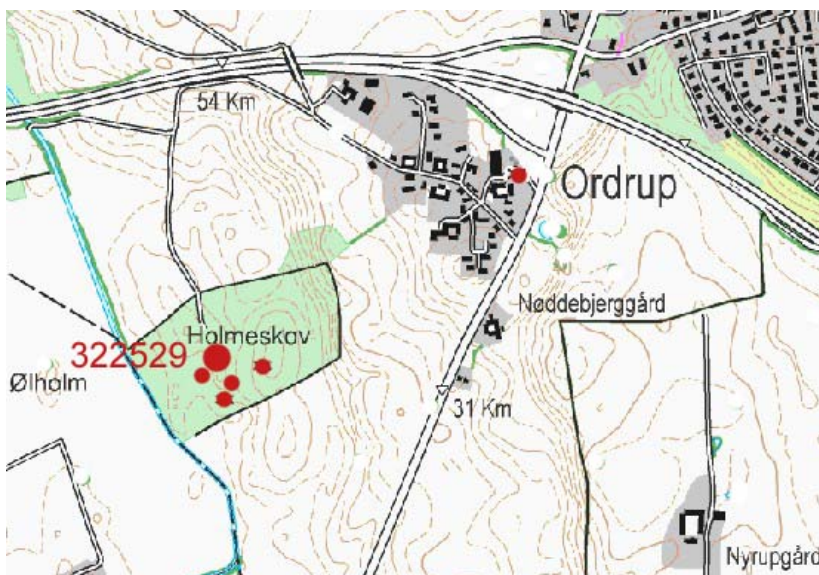 54 Km
Ordrup
Nøddebjerggård
Holmeskov
322529
Ølholm
31 Km
Nyrupgård